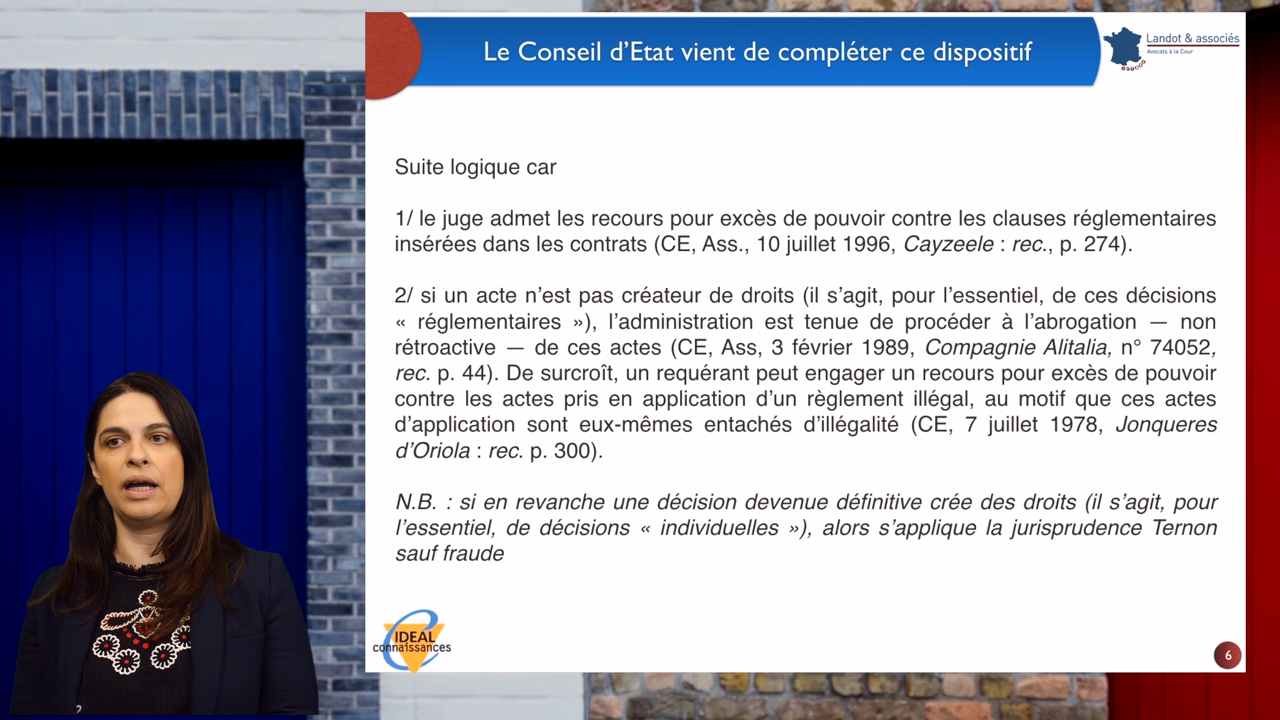 Le Conseil d'Etat vient de compléter ce dispositif
Landot & associés
Avocats à la Cour
Suite logique car
1/ le juge admet les recours pour excès de pouvoir contre les clauses réglementaires
insérées dans les contrats (CE, Ass., 10 juillet 1996, Cayzeele : rec., p. 274).
2/ si un acte n'est pas créateur de droits (il s'agit, pour l'essentiel, de ces décisions
« réglementaires »), l'administration est tenue de procéder à l'abrogation — non
rétroactive — de ces actes (CE, Ass, 3 février 1989, Compagnie Alitalia, n° 74052,
rec. p. 44). De surcroît, un requérant peut engager un recours pour excès de pouvoir
contre les actes pris en application d'un règlement illégal, au motif que ces actes
d'application sont eux-mêmes entachés d'illégalité (CE, 7 juillet 1978, Jonqueres
d'Oriola : rec. p. 300).
N.B. : si en revanche une décision devenue définitive crée des droits (il s'agit, pour
l'essentiel, de décisions « individuelles »), alors s'applique la jurisprudence Ternon
sauf fraude
IDEAL
connaissances
6